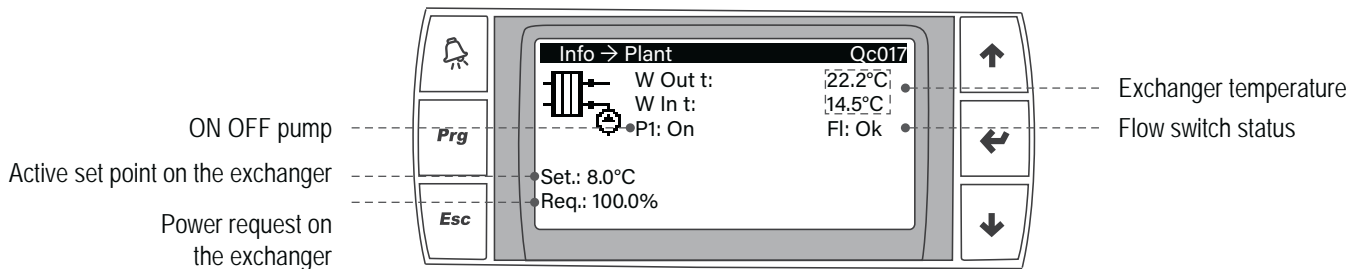 Info → Plant Qc017
W Out t: 22.2°C
W In t: 14.5°C
P1: On Fl: Ok
Set.: 8.0°C
Req.: 100.0%
Prg
Esc
ON OFF pump
Active set point on the exchanger
Power request on
the exchanger
Exchanger temperature
Flow switch status